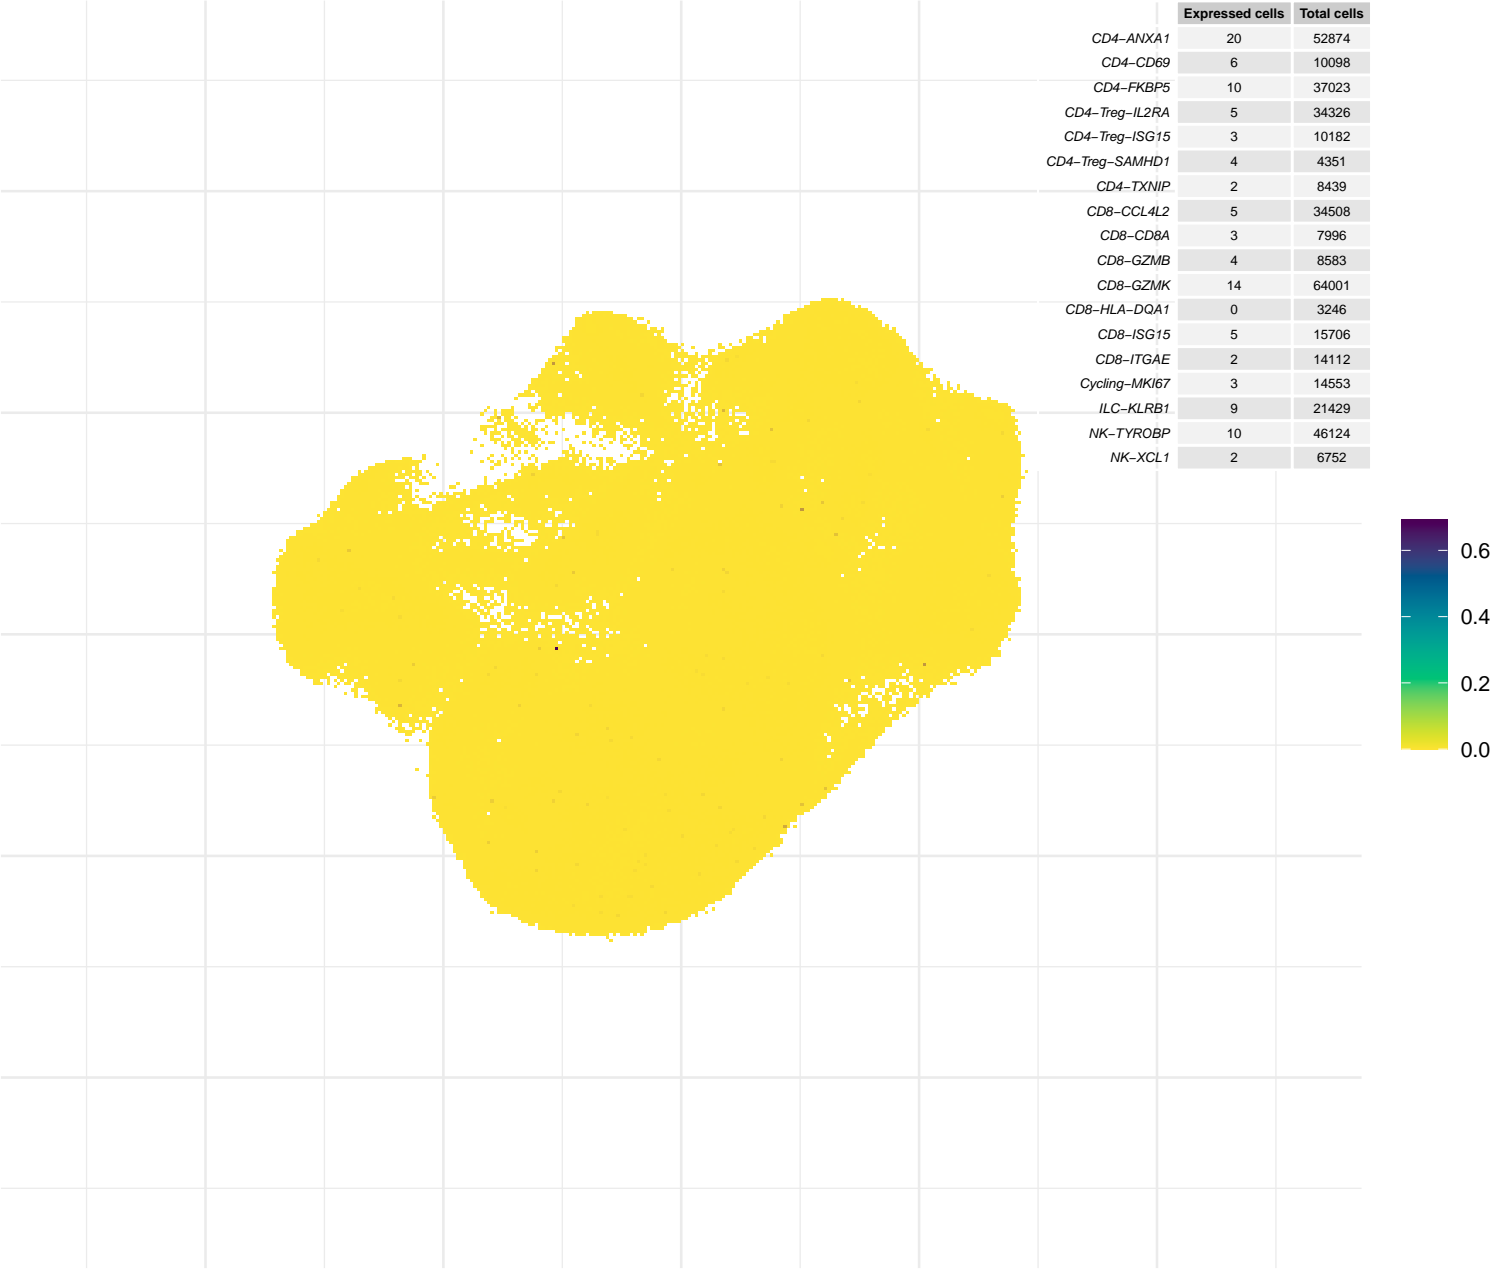 Expressed cells Total cells
CD4−ANXA1 20 52874
CD4−CD69 6 10098
CD4−FKBP5 10 37023
CD4−Treg−IL2RA 5 34326
CD4−Treg−ISG15 3 10182
CD4−Treg−SAMHD1 4 4351
CD4−TXNIP 2 8439
CD8−CCL4L2 5 34508
CD8−CD8A 3 7996
CD8−GZMB 4 8583
CD8−GZMK 14 64001
CD8−HLA−DQA1 0 3246
CD8−ISG15 5 15706
CD8−ITGAE 2 14112
Cycling−MKI67 3 14553
ILC−KLRB1 9 21429
NK−TYROBP 10 46124
NK−XCL1 2 6752
0.6
0.4
0.2
0.0